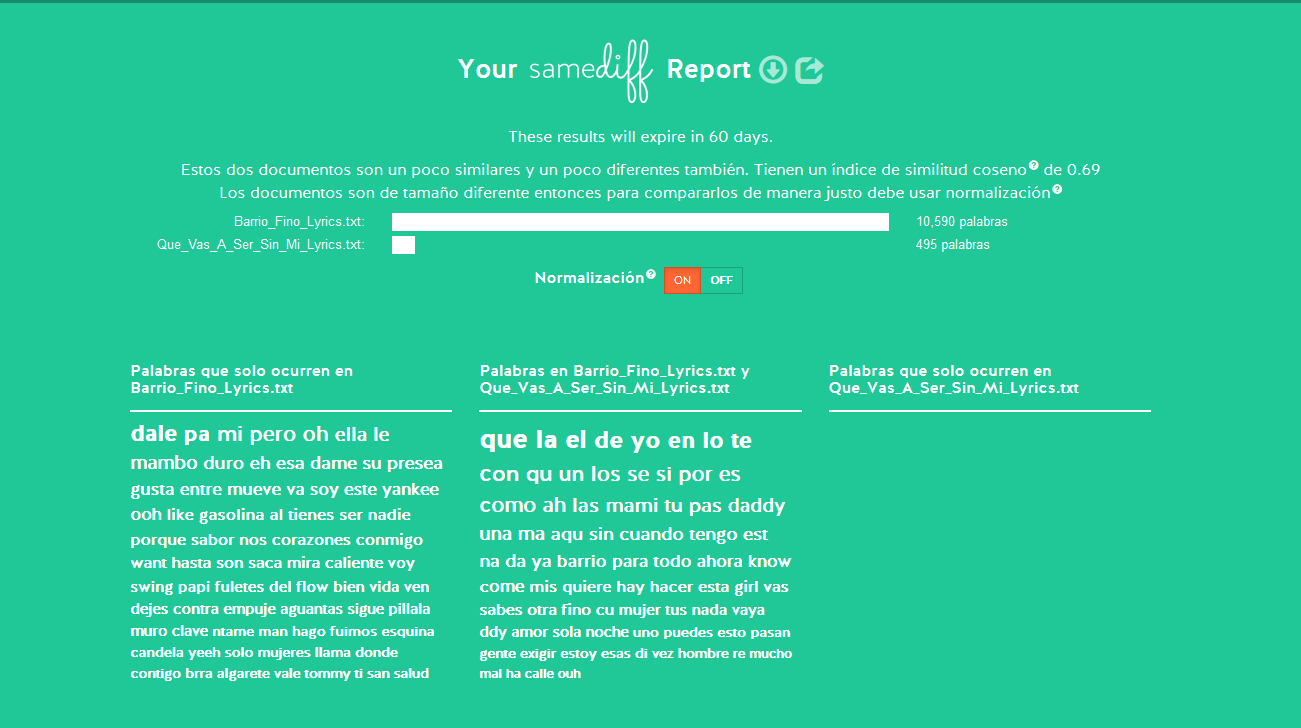 Your samediff Report
These results will expire in 60 days.
Estos dos documentos son un poco similares y un poco diferentes también. Tienen un índice de similitud coseno? de 0.69
Los documentos son de tamaño diferente entonces para compararlos de manera justo debe usar normalización?
Barrio_Fino_Lyrics.txt: 10,590 palabras
Que_Vas_A_Ser_Sin_Mi_Lyrics.txt: 495 palabras
Normalización? ON OFF
Palabras que solo ocurren en
Barrio_Fino_Lyrics.txt
dale pa mi pero oh ella le
mambo duro eh esa dame su presea
gusta entre mueve va soy este yankee
ooh like gasolina al tienes ser nadie
porque sabor nos corazones conmigo
want hasta son saca mira caliente voy
swing papi fuletes del flow bien vida ven
dejes contra empuje aguantas sigue pillala
muro clave ntame man hago fuimos esquina
candela yeeh solo mujeres llama donde
contigo brra algarete vale tommy ti san salud
Palabras en Barrio_Fino_Lyrics.txt y
Que_Vas_A_Ser_Sin_Mi_Lyrics.txt
que la el de yo en lo te
con qu un los se si por es
como ah las mami tu pas daddy
una ma aqu sin cuando tengo est
na da ya barrio para todo ahora know
come mis quiere hay hacer esta girl vas
sabes otra fino cu mujer tus nada vaya
ddy amor sola noche uno puedes esto pasan
gente exigir estoy esas di vez hombre re mucho
mal ha calle ouh
Palabras que solo ocurren en
Que_Vas_A_Ser_Sin_Mi_Lyrics.txt